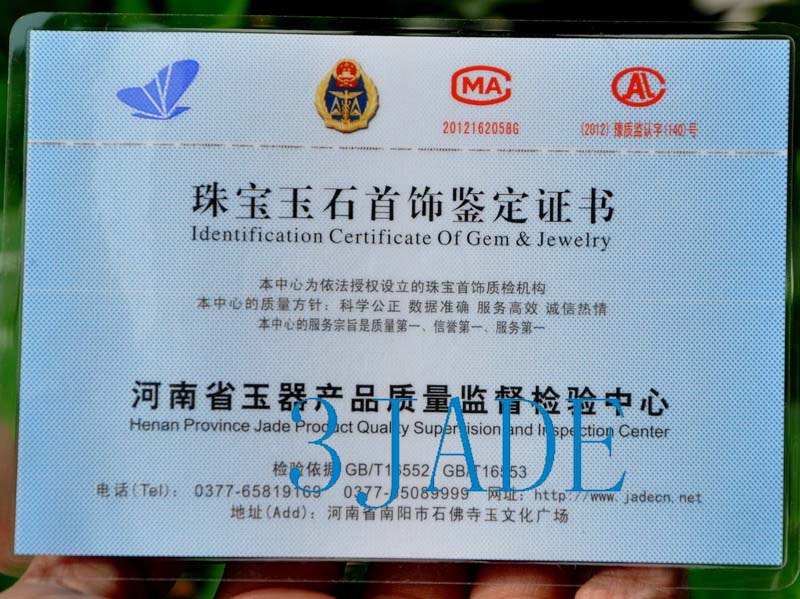 MA
2012162058G
CAL
(2012) 豫质监认字(140)号
珠宝玉石首饰鉴定证书
Identification Certificate Of Gem & Jewelry
本中心为依法授权设立的珠宝首饰质检机构
本中心的质量方针：科学公正 数据准确 服务高效 诚信热情
本中心的服务宗旨是质量第一、信誉第一、服务第一
河南省玉器产品质量监督检验中心
Henan Province Jade Product Quality Supervision and Inspection Center
3 JADE
检验依据 GB/T16552 GB/T16553
电话(Tel)： 0377-65819169 0377-65089999 网址：http://www.jadecn.net
地址(Add)：河南省南阳市石佛寺玉文化广场